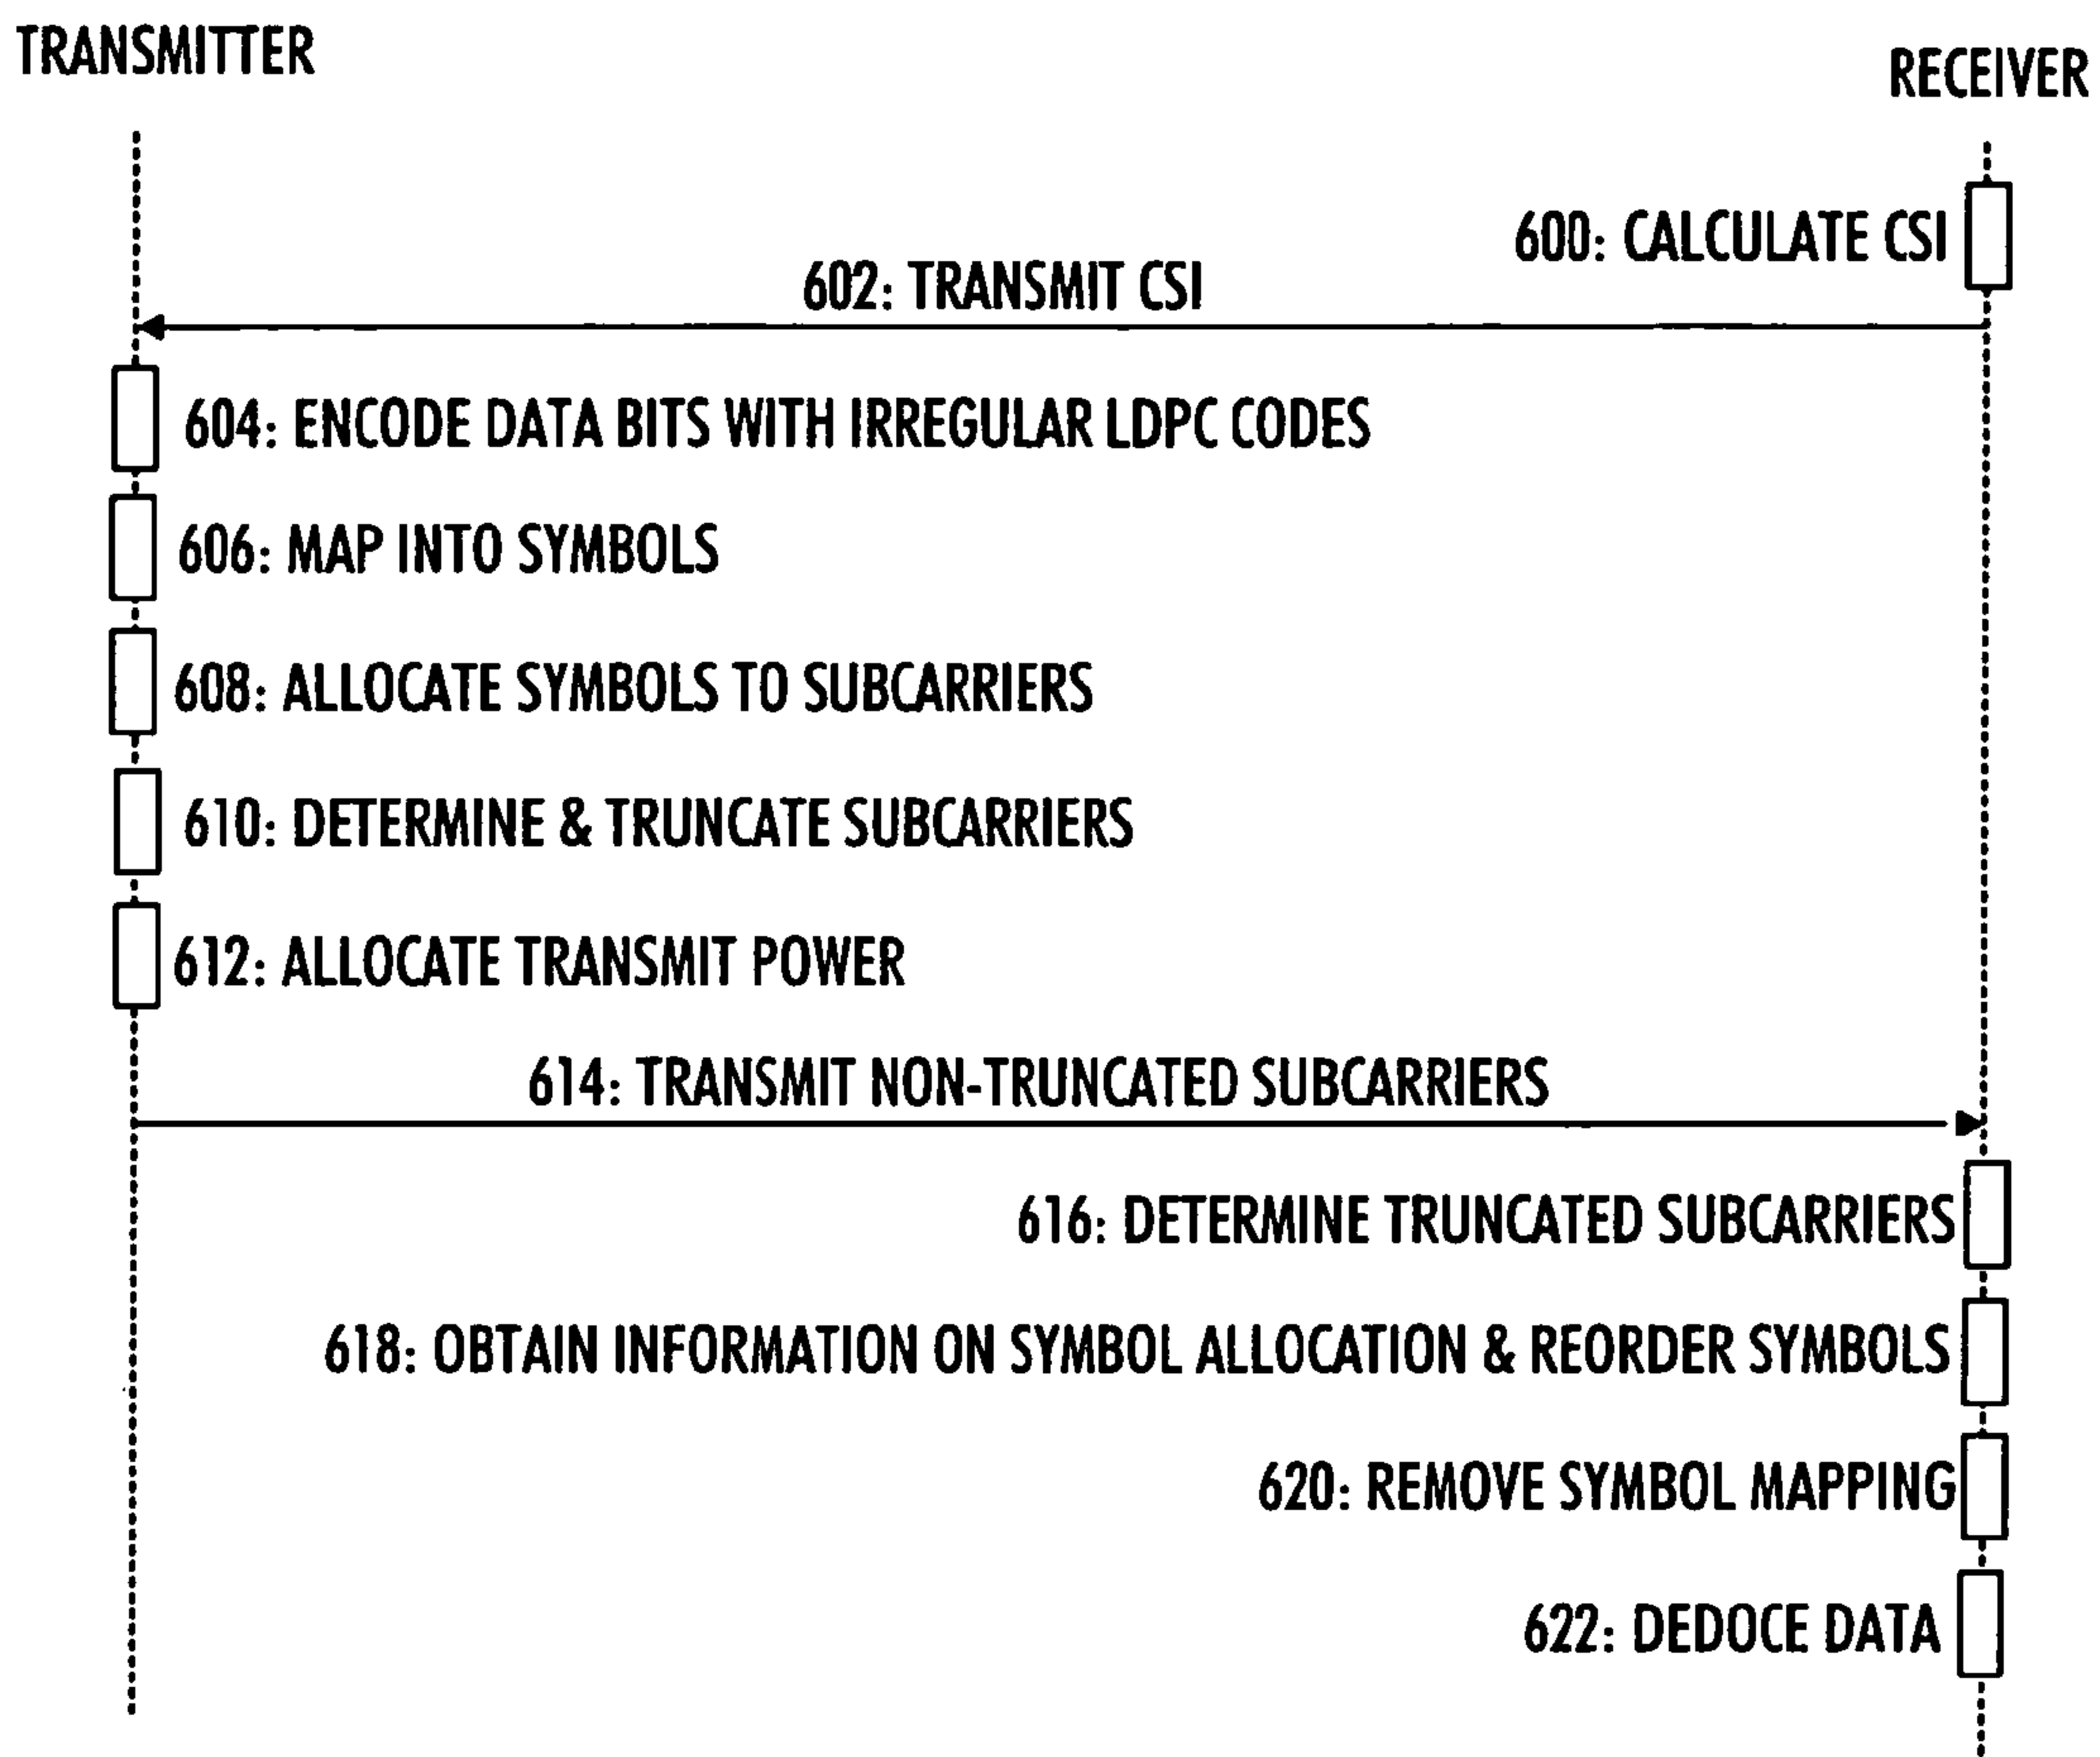 TRANSMITTER
RECEIVER
600: CALCULATE CSI
602: TRANSMIT CSI
604: ENCODE DATA BITS WITH IRREGULAR LDPC CODES
606: MAP INTO SYMBOLS
608: ALLOCATE SYMBOLS TO SUBCARRIERS
610: DETERMINE & TRUNCATE SUBCARRIERS
612: ALLOCATE TRANSMIT POWER
614: TRANSMIT NON-TRUNCATED SUBCARRIERS
616: DETERMINE TRUNCATED SUBCARRIERS
618: OBTAIN INFORMATION ON SYMBOL ALLOCATION & REORDER SYMBOLS
620: REMOVE SYMBOL MAPPING
622: DEDOCE DATA